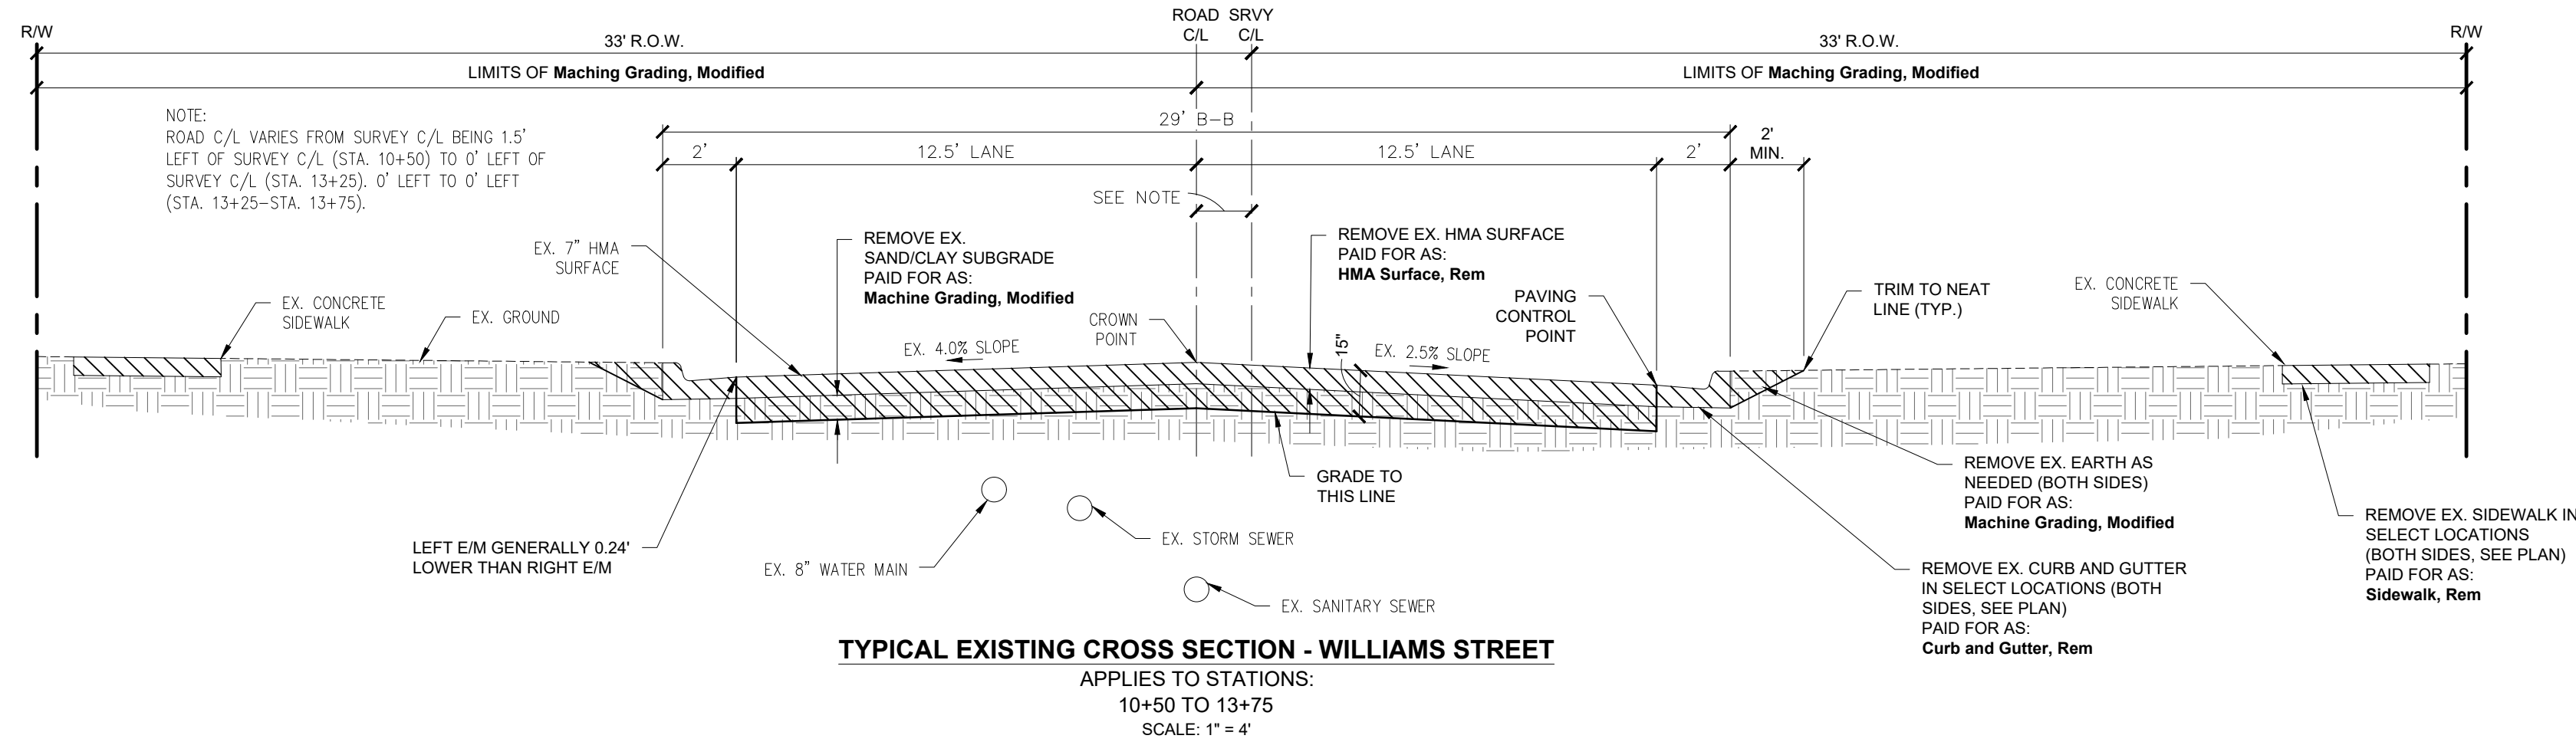 ROAD SRVY
R/W
C/L C/L
R/W
33' R.O.W.
33' R.O.W.
LIMITS OF Maching Grading, Modified
LIMITS OF Maching Grading, Modified
NOTE:
ROAD C/L VARIES FROM SURVEY C/L BEING 1.5'
LEFT OF SURVEY C/L (STA. 10+50) TO 0' LEFT OF
SURVEY C/L (STA. 13+25). 0' LEFT TO 0' LEFT
(STA. 13+25-STA. 13+75).
29' B-B
2'
12.5' LANE
12.5' LANE
2'
2'
MIN.
SEE NOTE
EX. 7" HMA
SURFACE
REMOVE EX.
SAND/CLAY SUBGRADE
PAID FOR AS:
Machine Grading, Modified
REMOVE EX. HMA SURFACE
PAID FOR AS:
HMA Surface, Rem
PAVING
CONTROL
POINT
TRIM TO NEAT
LINE (TYP.)
EX. CONCRETE
SIDEWALK
EX. CONCRETE
SIDEWALK
EX. GROUND
CROWN
POINT
EX. 4.0% SLOPE
15"
EX. 2.5% SLOPE
GRADE TO
THIS LINE
REMOVE EX. EARTH AS
NEEDED (BOTH SIDES)
PAID FOR AS:
Machine Grading, Modified
LEFT E/M GENERALLY 0.24'
LOWER THAN RIGHT E/M
EX. 8" WATER MAIN
EX. STORM SEWER
EX. SANITARY SEWER
REMOVE EX. CURB AND GUTTER
IN SELECT LOCATIONS (BOTH
SIDES, SEE PLAN)
PAID FOR AS:
Curb and Gutter, Rem
REMOVE EX. SIDEWALK IN
SELECT LOCATIONS
(BOTH SIDES, SEE PLAN)
PAID FOR AS:
Sidewalk, Rem
TYPICAL EXISTING CROSS SECTION - WILLIAMS STREET
APPLIES TO STATIONS:
10+50 TO 13+75
SCALE: 1" = 4'